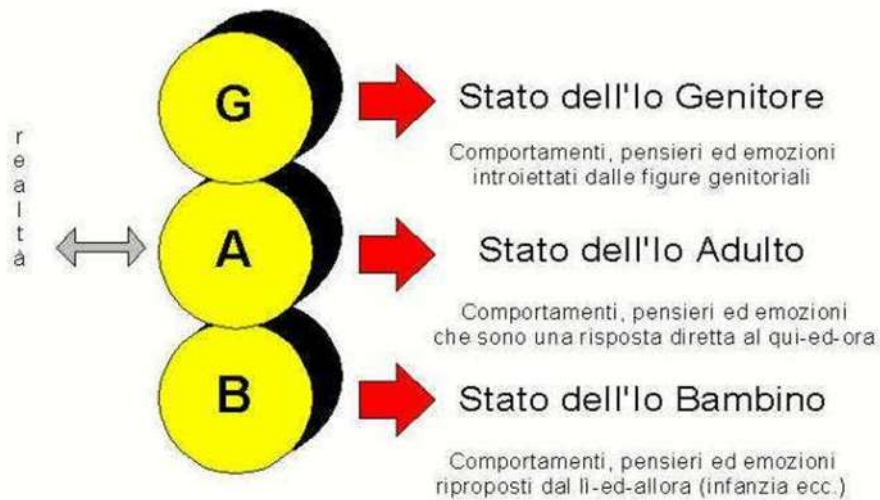 G
Stato dell'Io Genitore
Comportamenti, pensieri ed emozioni
introiettati dalle figure genitoriali
realtà
A
Stato dell'Io Adulto
Comportamenti, pensieri ed emozioni
che sono una risposta diretta al qui-ed-ora
B
Stato dell'Io Bambino
Comportamenti, pensieri ed emozioni
riproposti dal lì-ed-allora (infanzia ecc.)